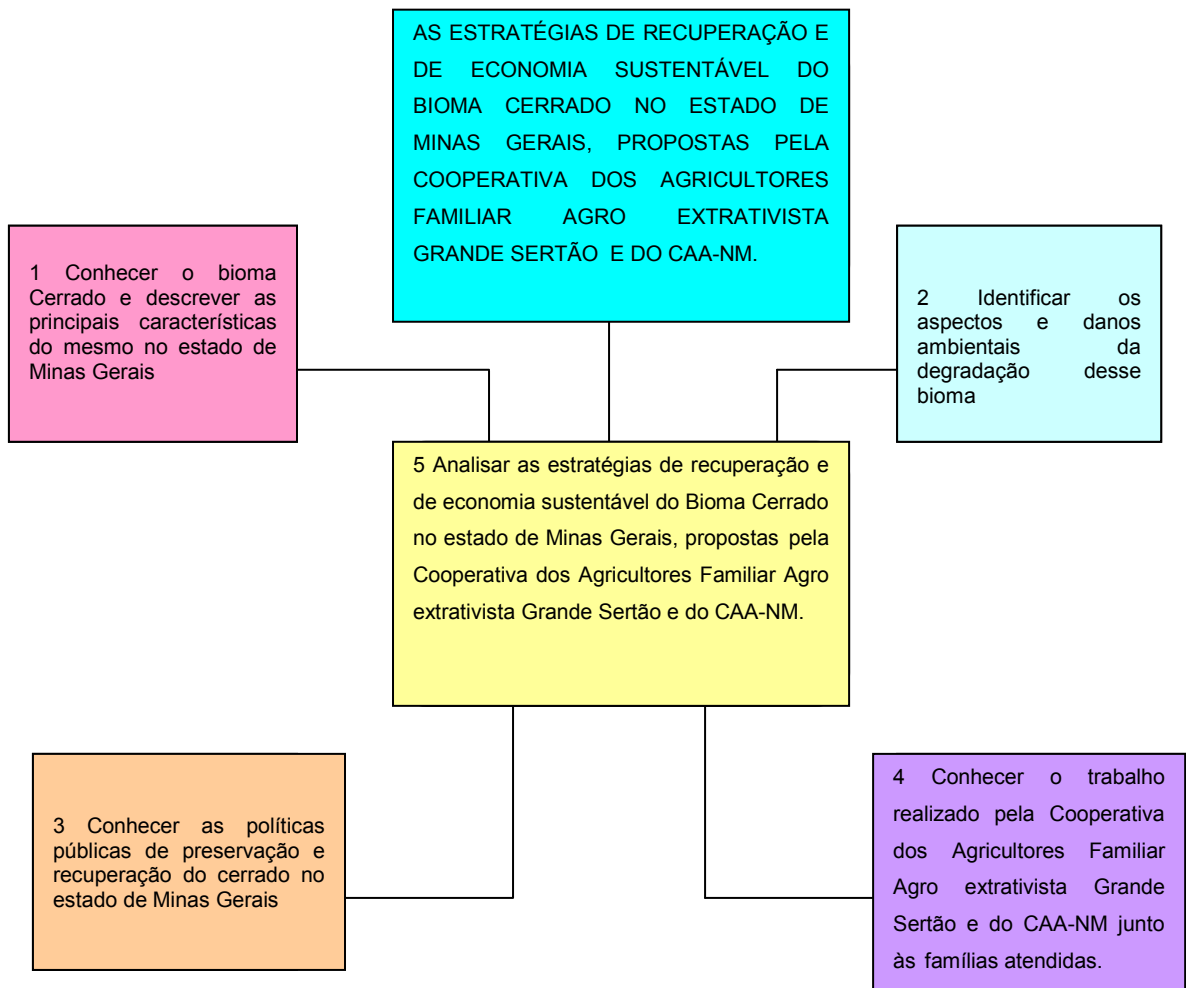 AS ESTRATÉGIAS DE RECUPERAÇÃO E
DE ECONOMIA SUSTENTÁVEL DO
BIOMA CERRADO NO ESTADO DE
MINAS GERAIS, PROPOSTAS PELA
COOPERATIVA DOS AGRICULTORES
FAMILIAR AGRO EXTRATIVISTA
GRANDE SERTÃO E DO CAA-NM.
1 Conhecer o bioma
Cerrado e descrever as
principais característícas
do mesmo no estado de
Minas Gerais
2 Identificar os
aspectos e danos
ambientais da
degradação desse
bioma
5 Analisar as estratégias de recuperação e
de economia sustentável do Bioma Cerrado
no estado de Minas Gerais, propostas pela
Cooperativa dos Agricultores Familiar Agro
extrativista Grande Sertão e do CAA-NM.
3 Conhecer as políticas
públicas de preservação e
recuperação do cerrado no
estado de Minas Gerais
4 Conhecer o trabalho
realizado pela Cooperativa
dos Agricultores Familiar
Agro extrativista Grande
Sertão e do CAA-NM junto
às famílias atendidas.